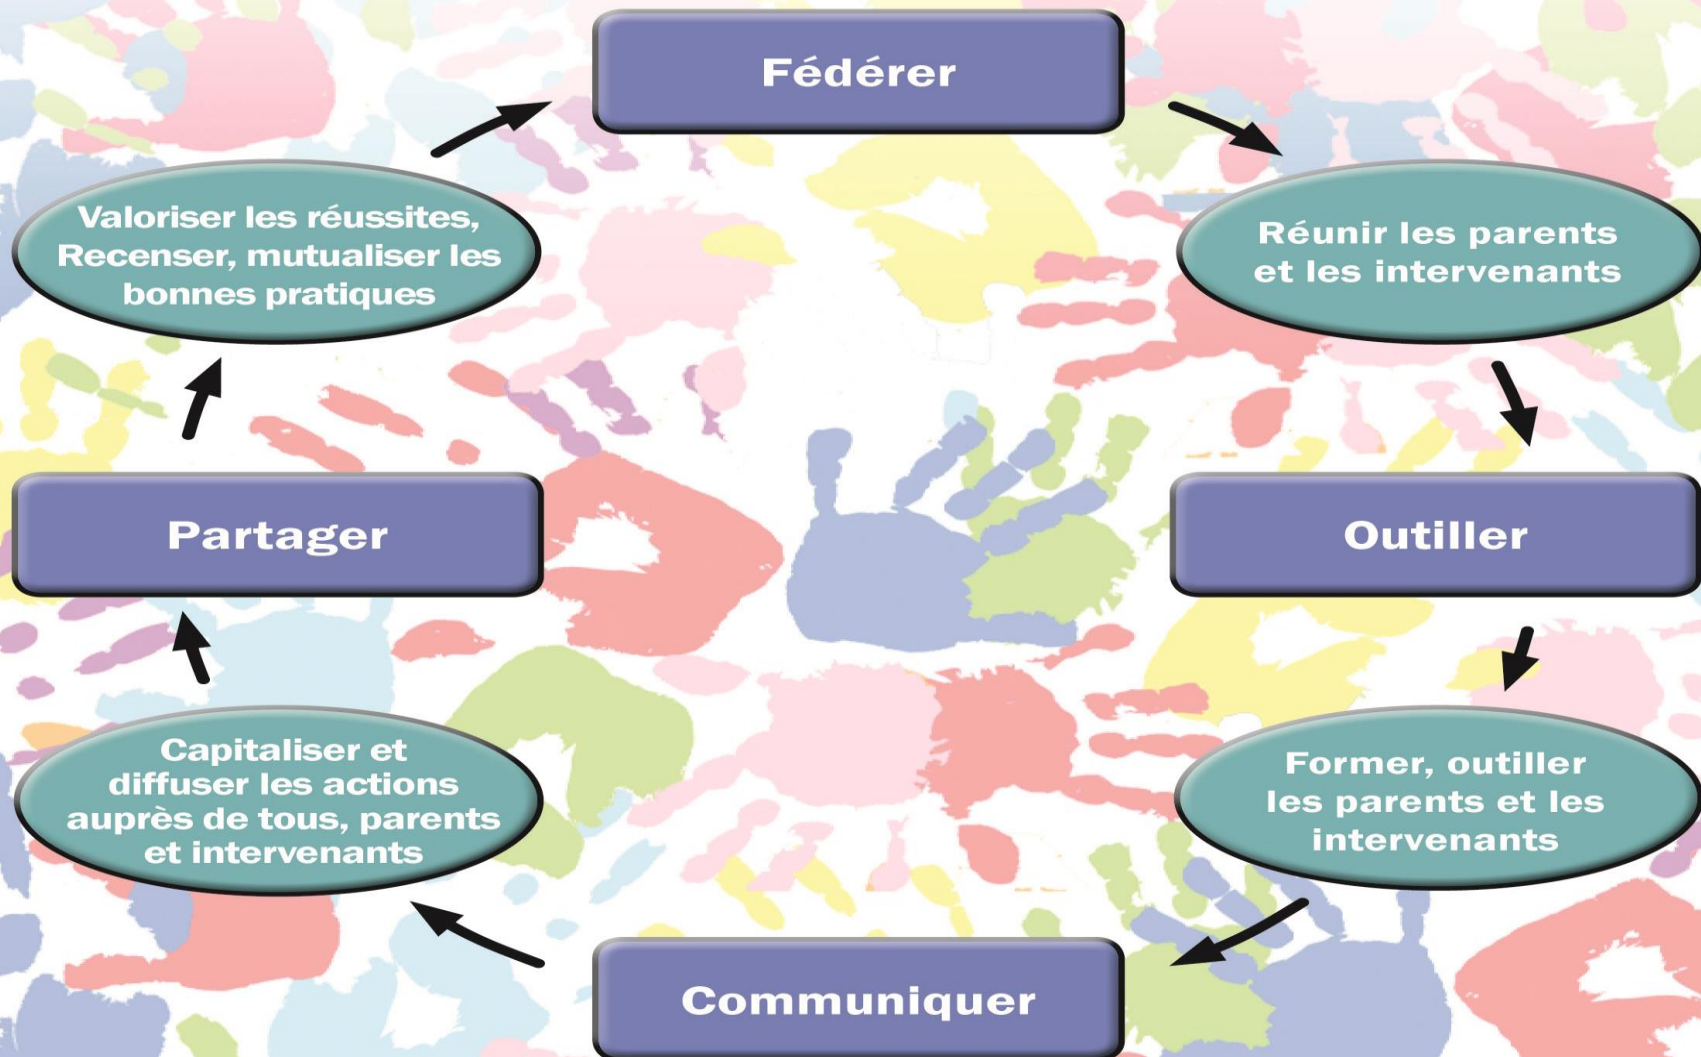 Fédérer
Réunir les parents
et les intervenants
Outiller
Former, outiller
les parents et les
intervenants
Communiquer
Capitaliser et
diffuser les actions
auprès de tous, parents
et intervenants
Partager
Valoriser les réussites,
Recenser, mutualiser les
bonnes pratiques